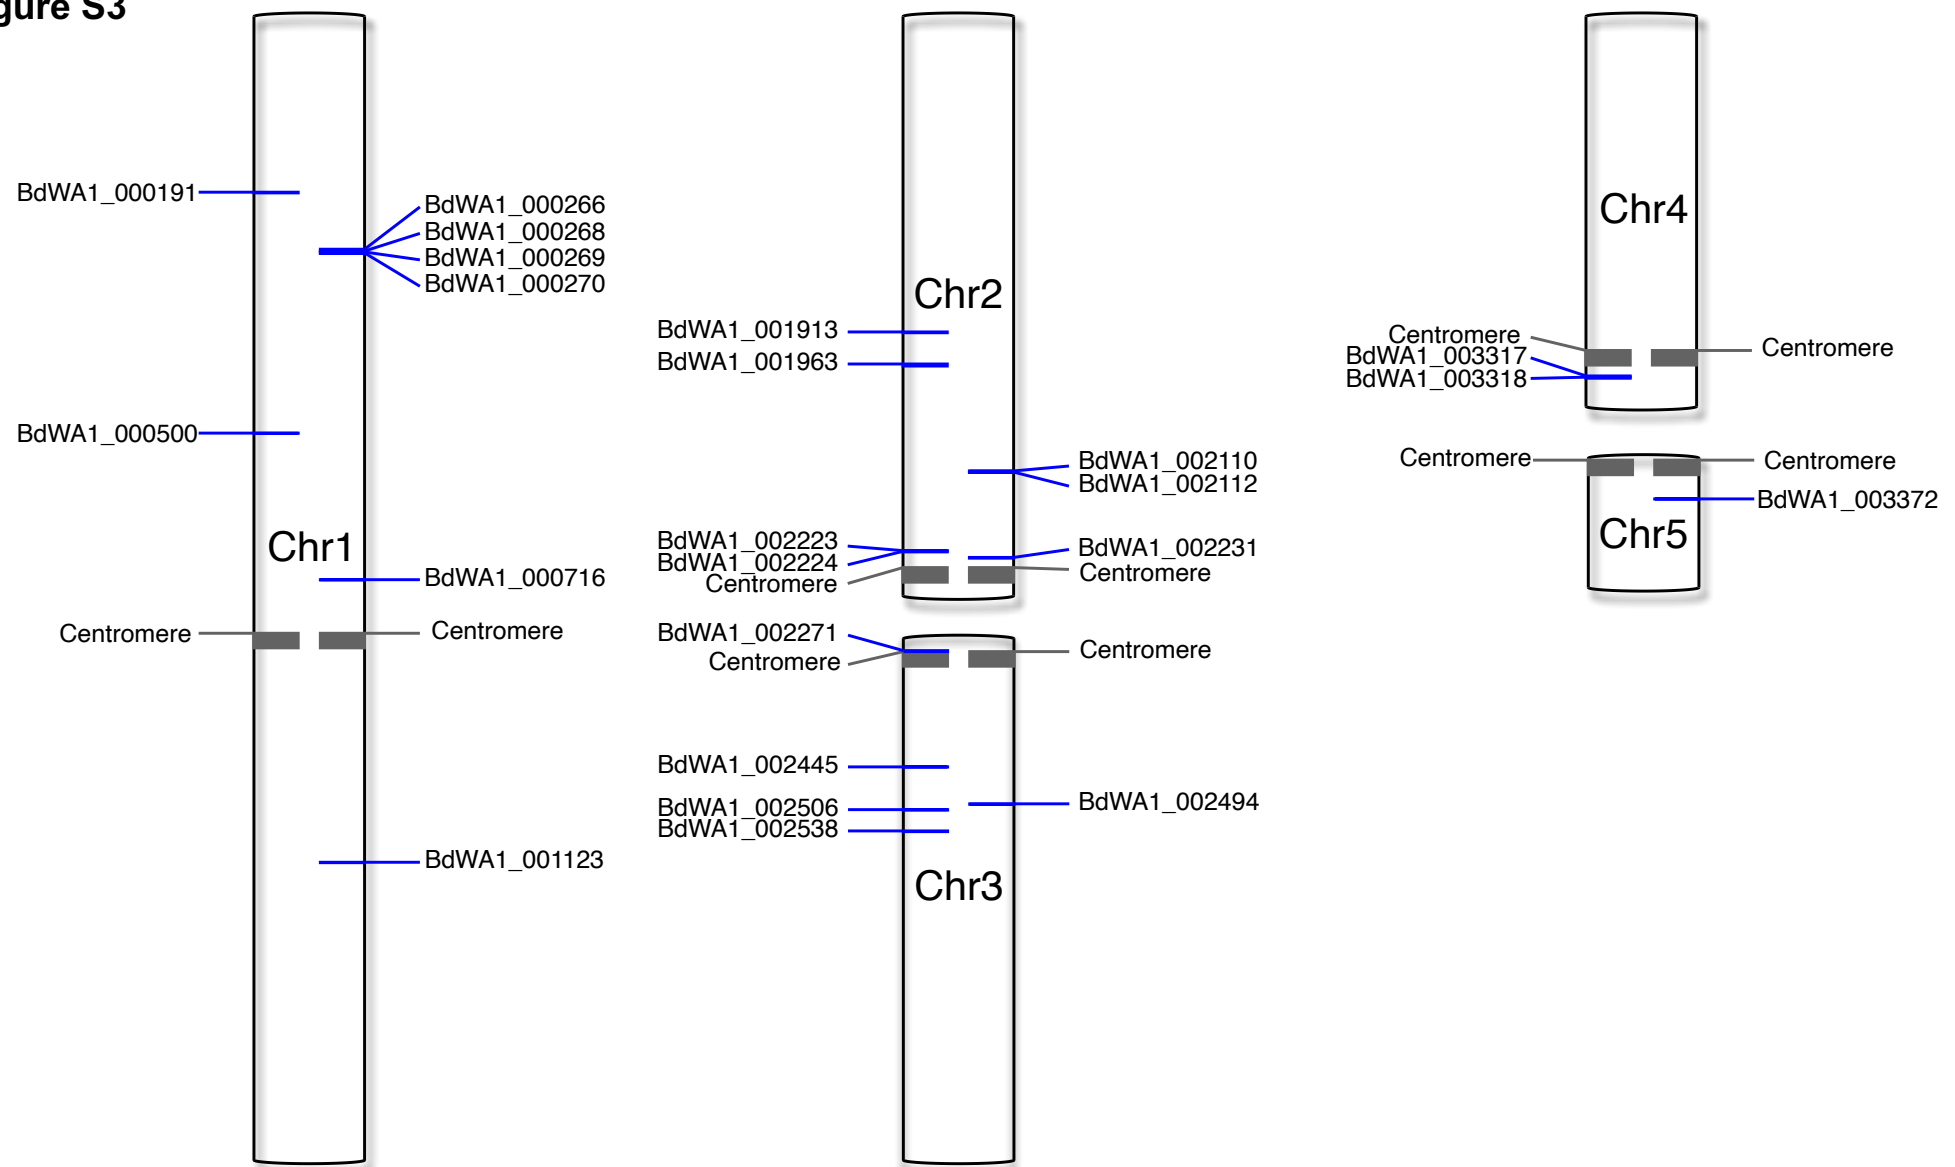 gure S3
BdWA1_000191
BdWA1_000266
BdWA1_000268
BdWA1_000269
BdWA1_000270
BdWA1_000500
Chr1
BdWA1_000716
Centromere
Centromere
BdWA1_001123
Chr2
BdWA1_001913
BdWA1_001963
BdWA1_002110
BdWA1_002112
BdWA1_002223
BdWA1_002224
Centromere
BdWA1_002231
Centromere
BdWA1_002271
Centromere
Centromere
BdWA1_002445
BdWA1_002506
BdWA1_002538
BdWA1_002494
Chr3
Chr4
Centromere
BdWA1_003317
BdWA1_003318
Centromere
Centromere
Centromere
BdWA1_003372
Chr5